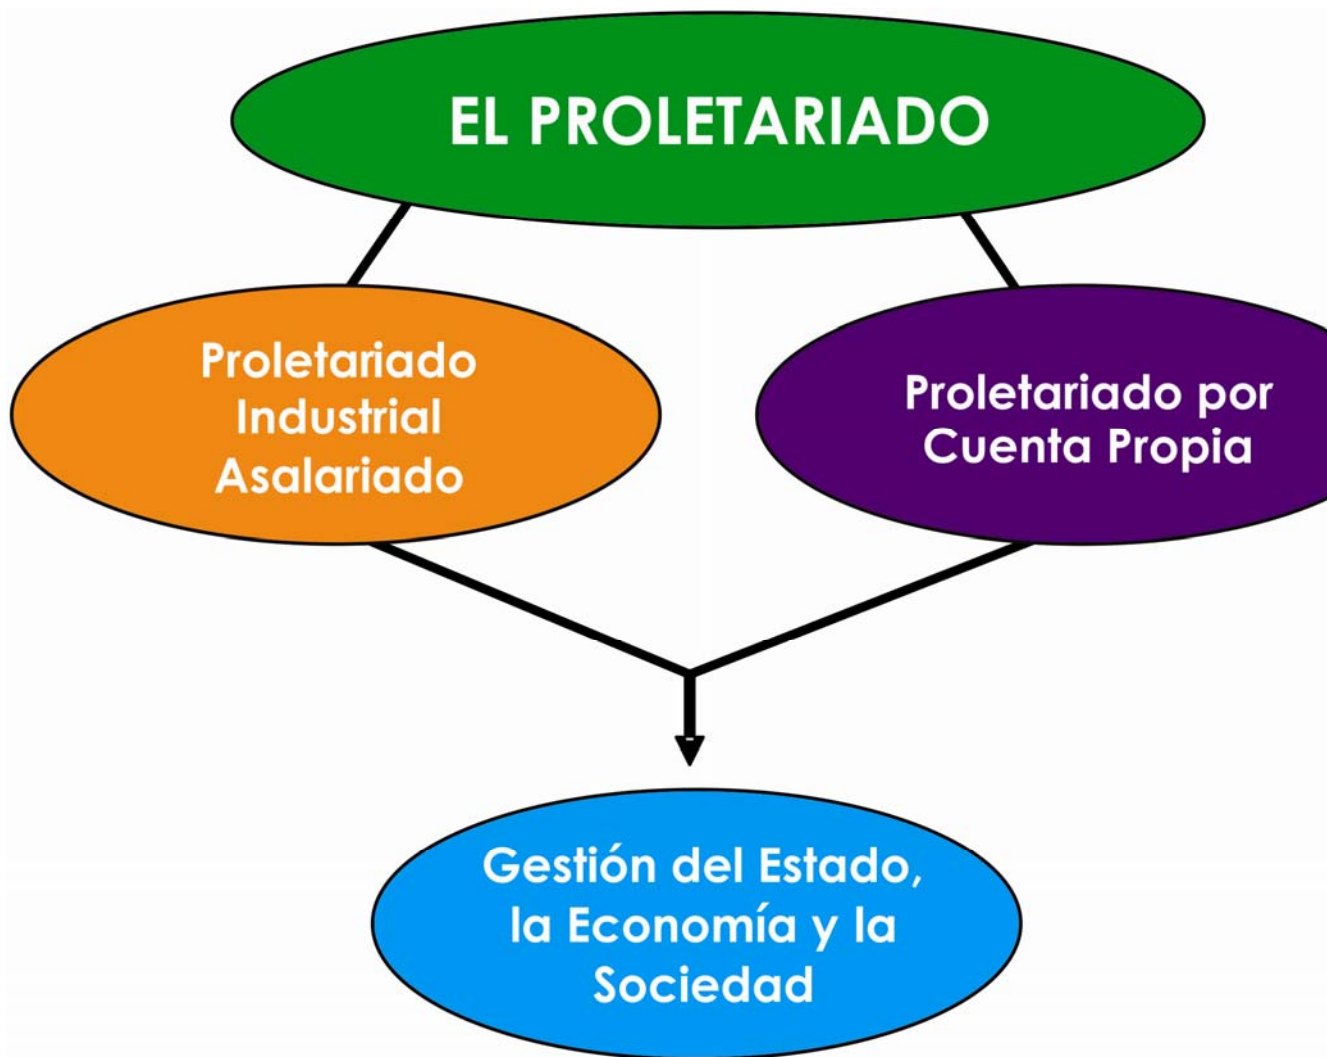 EL PROLETARIADO
Proletariado
Industrial
Asalariado
Proletariado por
Cuenta Propia
Gestión del Estado,
la Economía y la
Sociedad